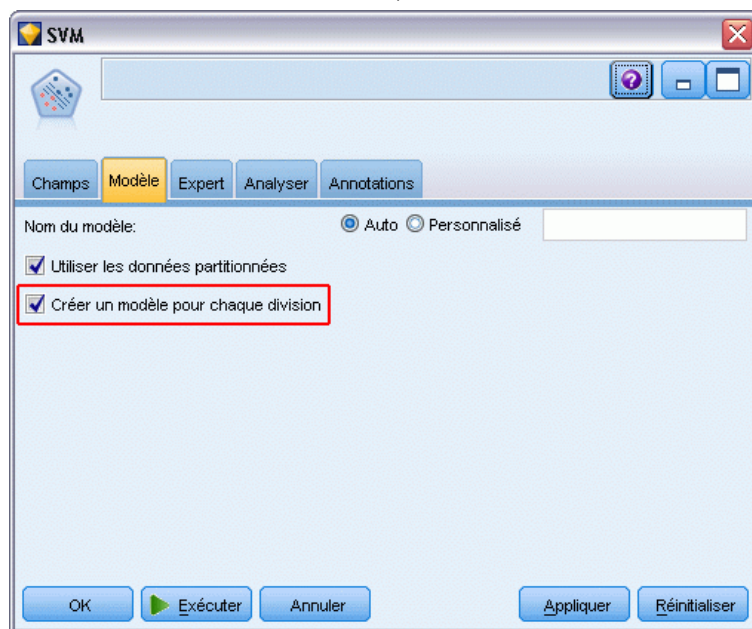 SVM
Champs Modèle Expert Analyser Annotations
Nom du modèle: Auto Personnalisé
Utiliser les données partitionnées
Créer un modèle pour chaque division
OK Exécuter Annuler Appliquer Réinitialiser